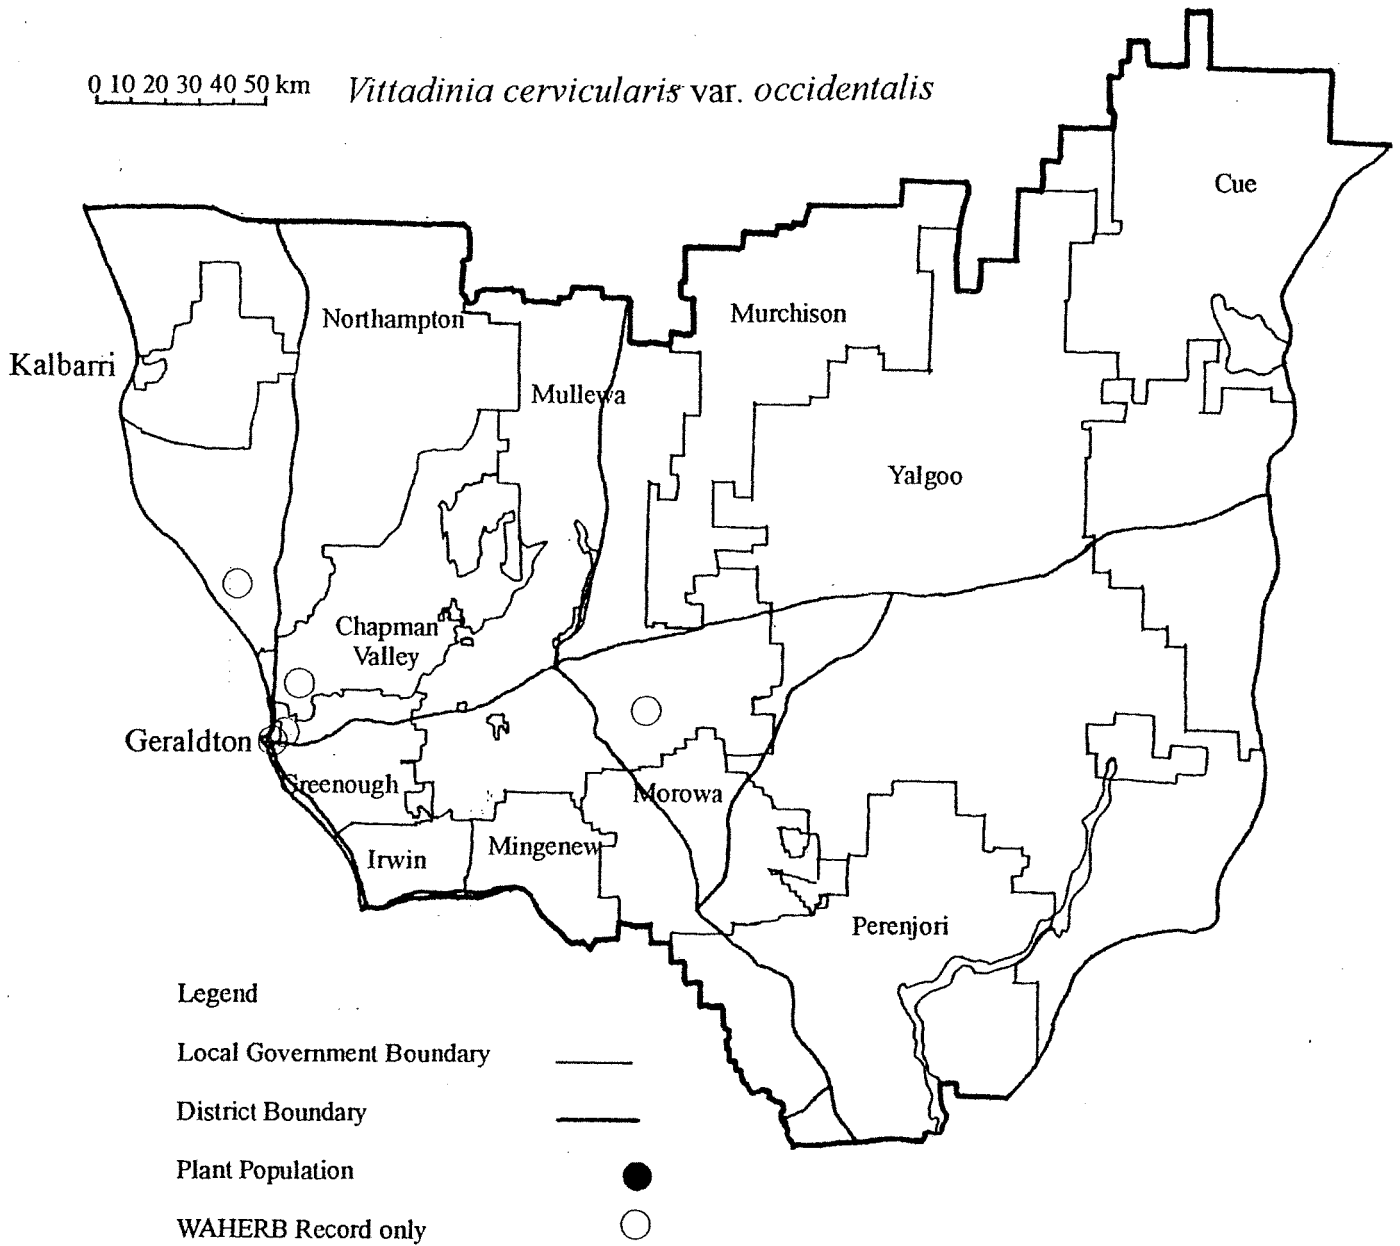 0 10 20 30 40 50 km
Vittadinia cervicularis var. occidentalis
Cue
Northampton
Murchison
Kalbarri
Mullewa
Yalgoo
Chapman
Valley
Geraldton
Greenough
Morowa
Irwin
Mingenew
Perenjori
Legend
Local Government Boundary
District Boundary
Plant Population
WAHERB Record only